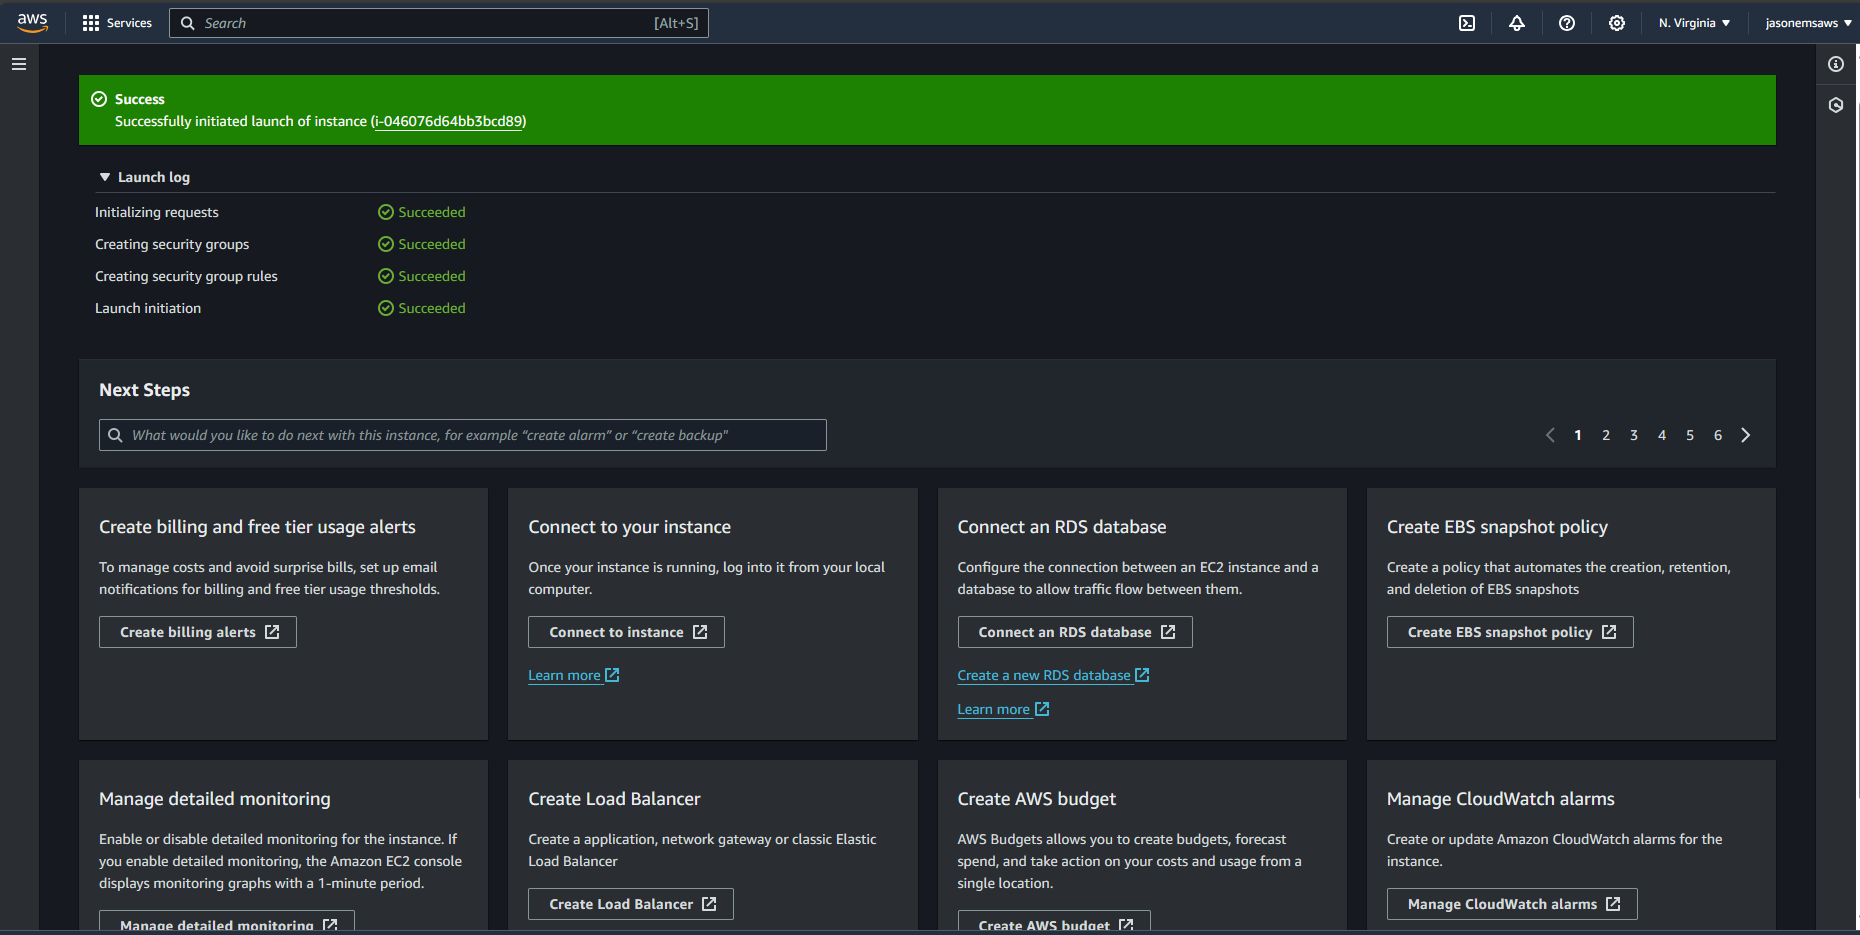 aws
Services
Search
[Alt+S]
N. Virginia
jasonemsaws
Success
Successfully initiated launch of instance (i-046076d64bb3bcd89)
Launch log
Initializing requests
Succeeded
Creating security groups
Succeeded
Creating security group rules
Succeeded
Launch initiation
Succeeded
Next Steps
What would you like to do next with this instance, for example “create alarm” or “create backup"
1 2 3 4 5 6
Create billing and free tier usage alerts
To manage costs and avoid surprise bills, set up email
notifications for billing and free tier usage thresholds.
Create billing alerts
Connect to your instance
Once your instance is running, log into it from your local
computer.
Connect to instance
Learn more
Connect an RDS database
Configure the connection between an EC2 instance and a
database to allow traffic flow between them.
Connect an RDS database
Create a new RDS database
Learn more
Create EBS snapshot policy
Create a policy that automates the creation, retention,
and deletion of EBS snapshots
Create EBS snapshot policy
Manage detailed monitoring
Enable or disable detailed monitoring for the instance. If
you enable detailed monitoring, the Amazon EC2 console
displays monitoring graphs with a 1-minute period.
Manage detailed monitoring
Create Load Balancer
Create a application, network gateway or classic Elastic
Load Balancer
Create Load Balancer
Create AWS budget
AWS Budgets allows you to create budgets, forecast
spend, and take action on your costs and usage from a
single location.
Create AWS budget
Manage CloudWatch alarms
Create or update Amazon CloudWatch alarms for the
instance.
Manage CloudWatch alarms